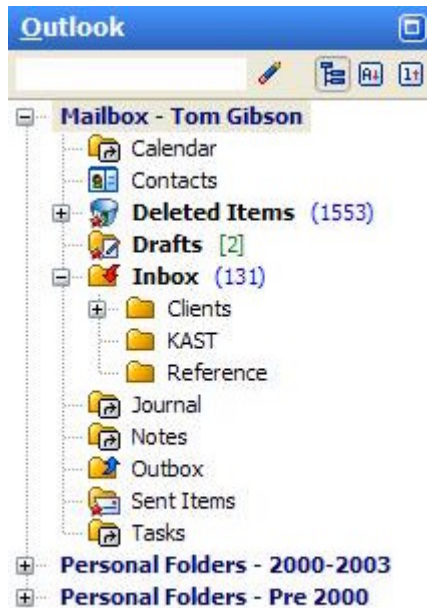 Outlook
Mailbox - Tom Gibson
Calendar
Contacts
Deleted Items (1553)
Drafts [2]
Inbox (131)
Clients
KAST
Reference
Journal
Notes
Outbox
Sent Items
Tasks
Personal Folders - 2000-2003
Personal Folders - Pre 2000